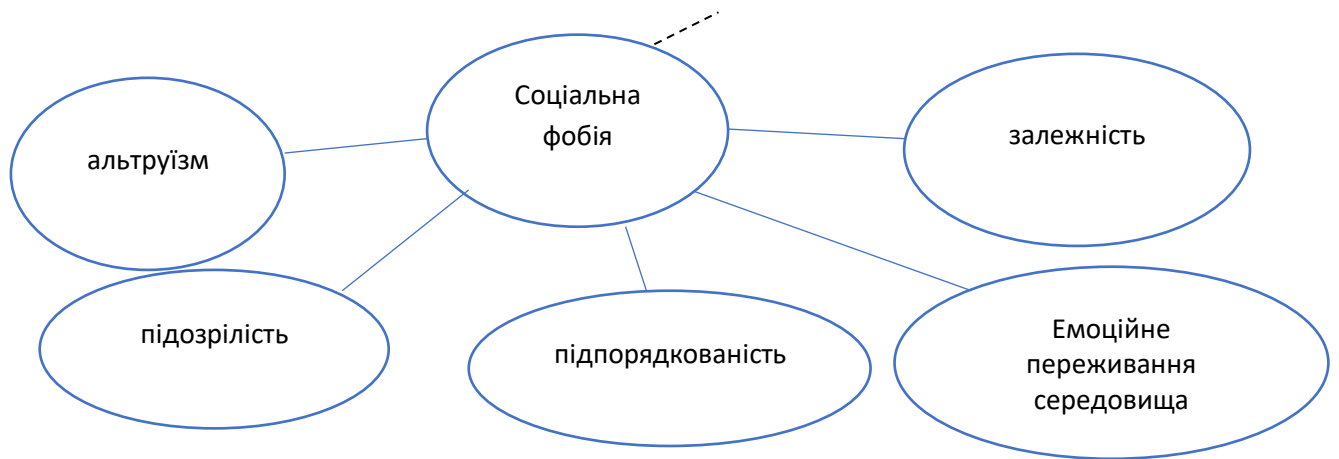 Соціальна
фобія
альтруїзм
залежність
підозрілість
підпорядкованість
Емоційне
переживання
середовища